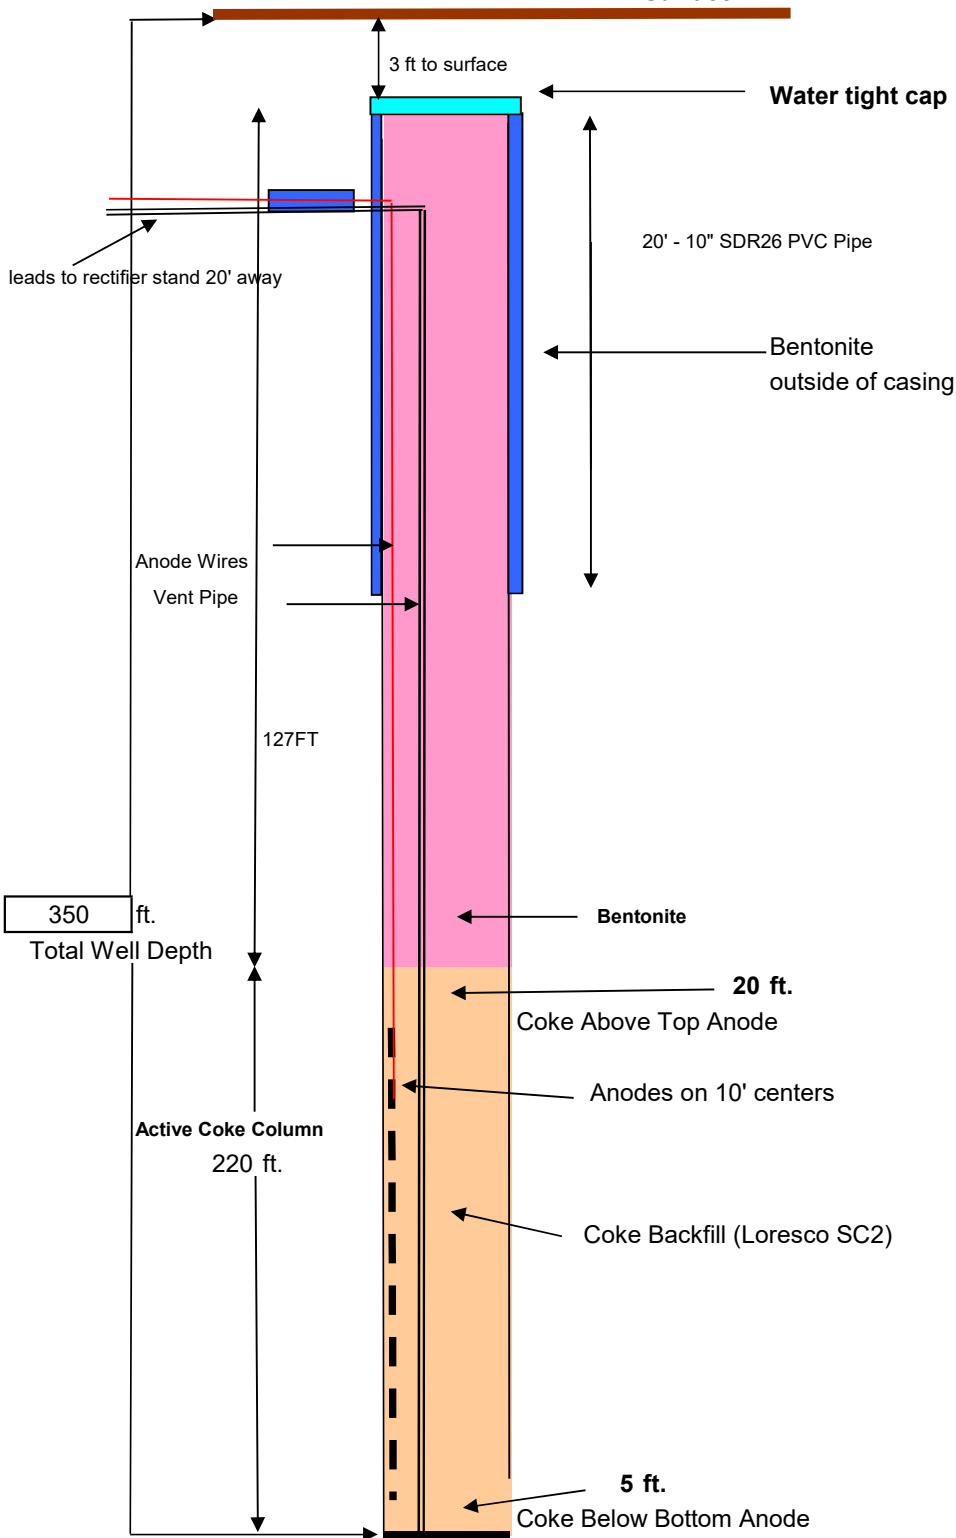 3 ft to surface
Water tight cap
20' - 10" SDR26 PVC Pipe
leads to rectifier stand 20' away
Bentonite
outside of casing
Anode Wires
Vent Pipe
127FT
350 ft.
Total Well Depth
Bentonite
20 ft.
Coke Above Top Anode
Anodes on 10' centers
Active Coke Column
220 ft.
Coke Backfill (Loresco SC2)
5 ft.
Coke Below Bottom Anode